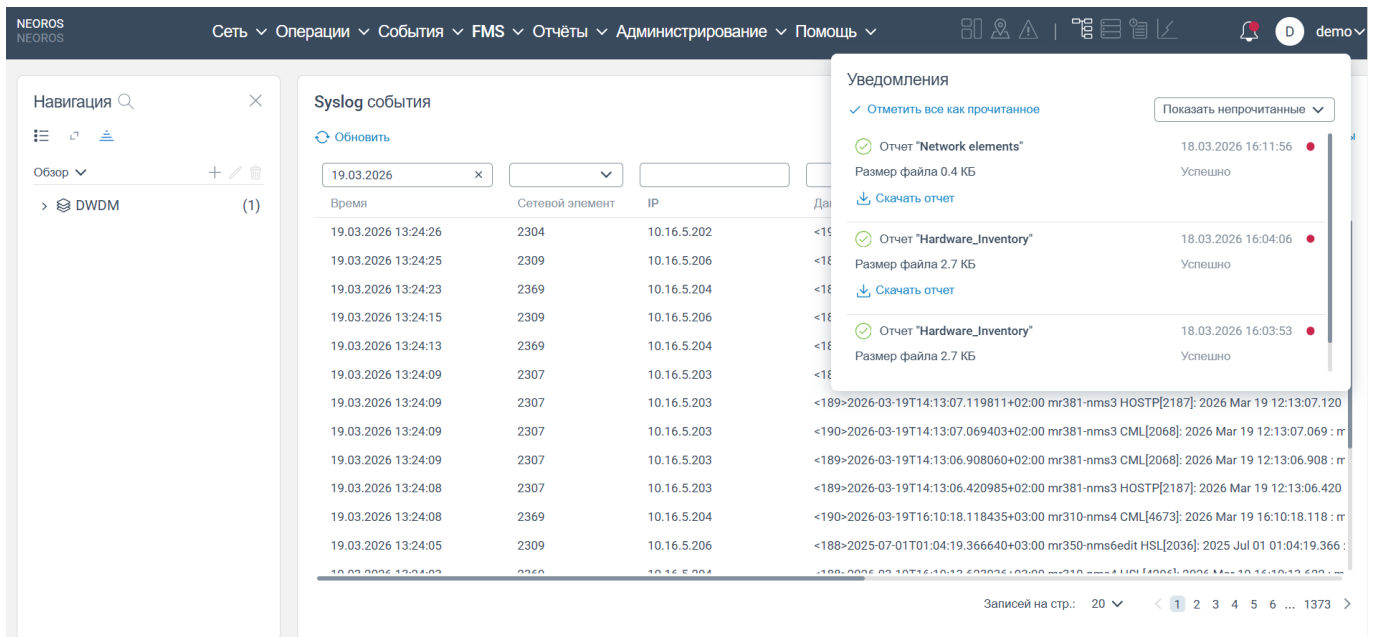 NEOROS
NEOROS
Сеть Операции События FMS Отчёты Администрирование Помощь
D demo
Навигация
Обзор
DWDM (1)
Syslog события
Обновить
19.03.2026
Время Сетевой элемент IP
19.03.2026 13:24:26 2304 10.16.5.202
19.03.2026 13:24:25 2309 10.16.5.206
19.03.2026 13:24:23 2369 10.16.5.204
19.03.2026 13:24:15 2309 10.16.5.206
19.03.2026 13:24:13 2369 10.16.5.204
19.03.2026 13:24:09 2307 10.16.5.203
19.03.2026 13:24:09 2307 10.16.5.203 <189>2026-03-19T14:13:07.119811+02:00 mr381-nms3 HOSTP[2187]: 2026 Mar 19 12:13:07.120
19.03.2026 13:24:09 2307 10.16.5.203 <190>2026-03-19T14:13:07.069403+02:00 mr381-nms3 CML[2068]: 2026 Mar 19 12:13:07.069 :
19.03.2026 13:24:09 2307 10.16.5.203 <189>2026-03-19T14:13:06.908060+02:00 mr381-nms3 CML[2068]: 2026 Mar 19 12:13:06.908 :
19.03.2026 13:24:08 2307 10.16.5.203 <189>2026-03-19T14:13:06.420985+02:00 mr381-nms3 HOSTP[2187]: 2026 Mar 19 12:13:06.420
19.03.2026 13:24:08 2369 10.16.5.204 <190>2026-03-19T16:10:18.118435+03:00 mr310-nms4 CML[4673]: 2026 Mar 19 16:10:18.118 :
19.03.2026 13:24:05 2309 10.16.5.206 <188>2025-07-01T01:04:19.366640+03:00 mr350-nms6edit HSL[2036]: 2025 Jul 01 01:04:19.366 :
Записей на стр.: 20 1 2 3 4 5 6 ... 1373
Уведомления
Отметить все как прочитанное Показать непрочитанные
Отчет "Network elements" 18.03.2026 16:11:56
Размер файла 0.4 КБ Успешно
Скачать отчет
Отчет "Hardware_Inventory" 18.03.2026 16:04:06
Размер файла 2.7 КБ Успешно
Скачать отчет
Отчет "Hardware_Inventory" 18.03.2026 16:03:53
Размер файла 2.7 КБ Успешно